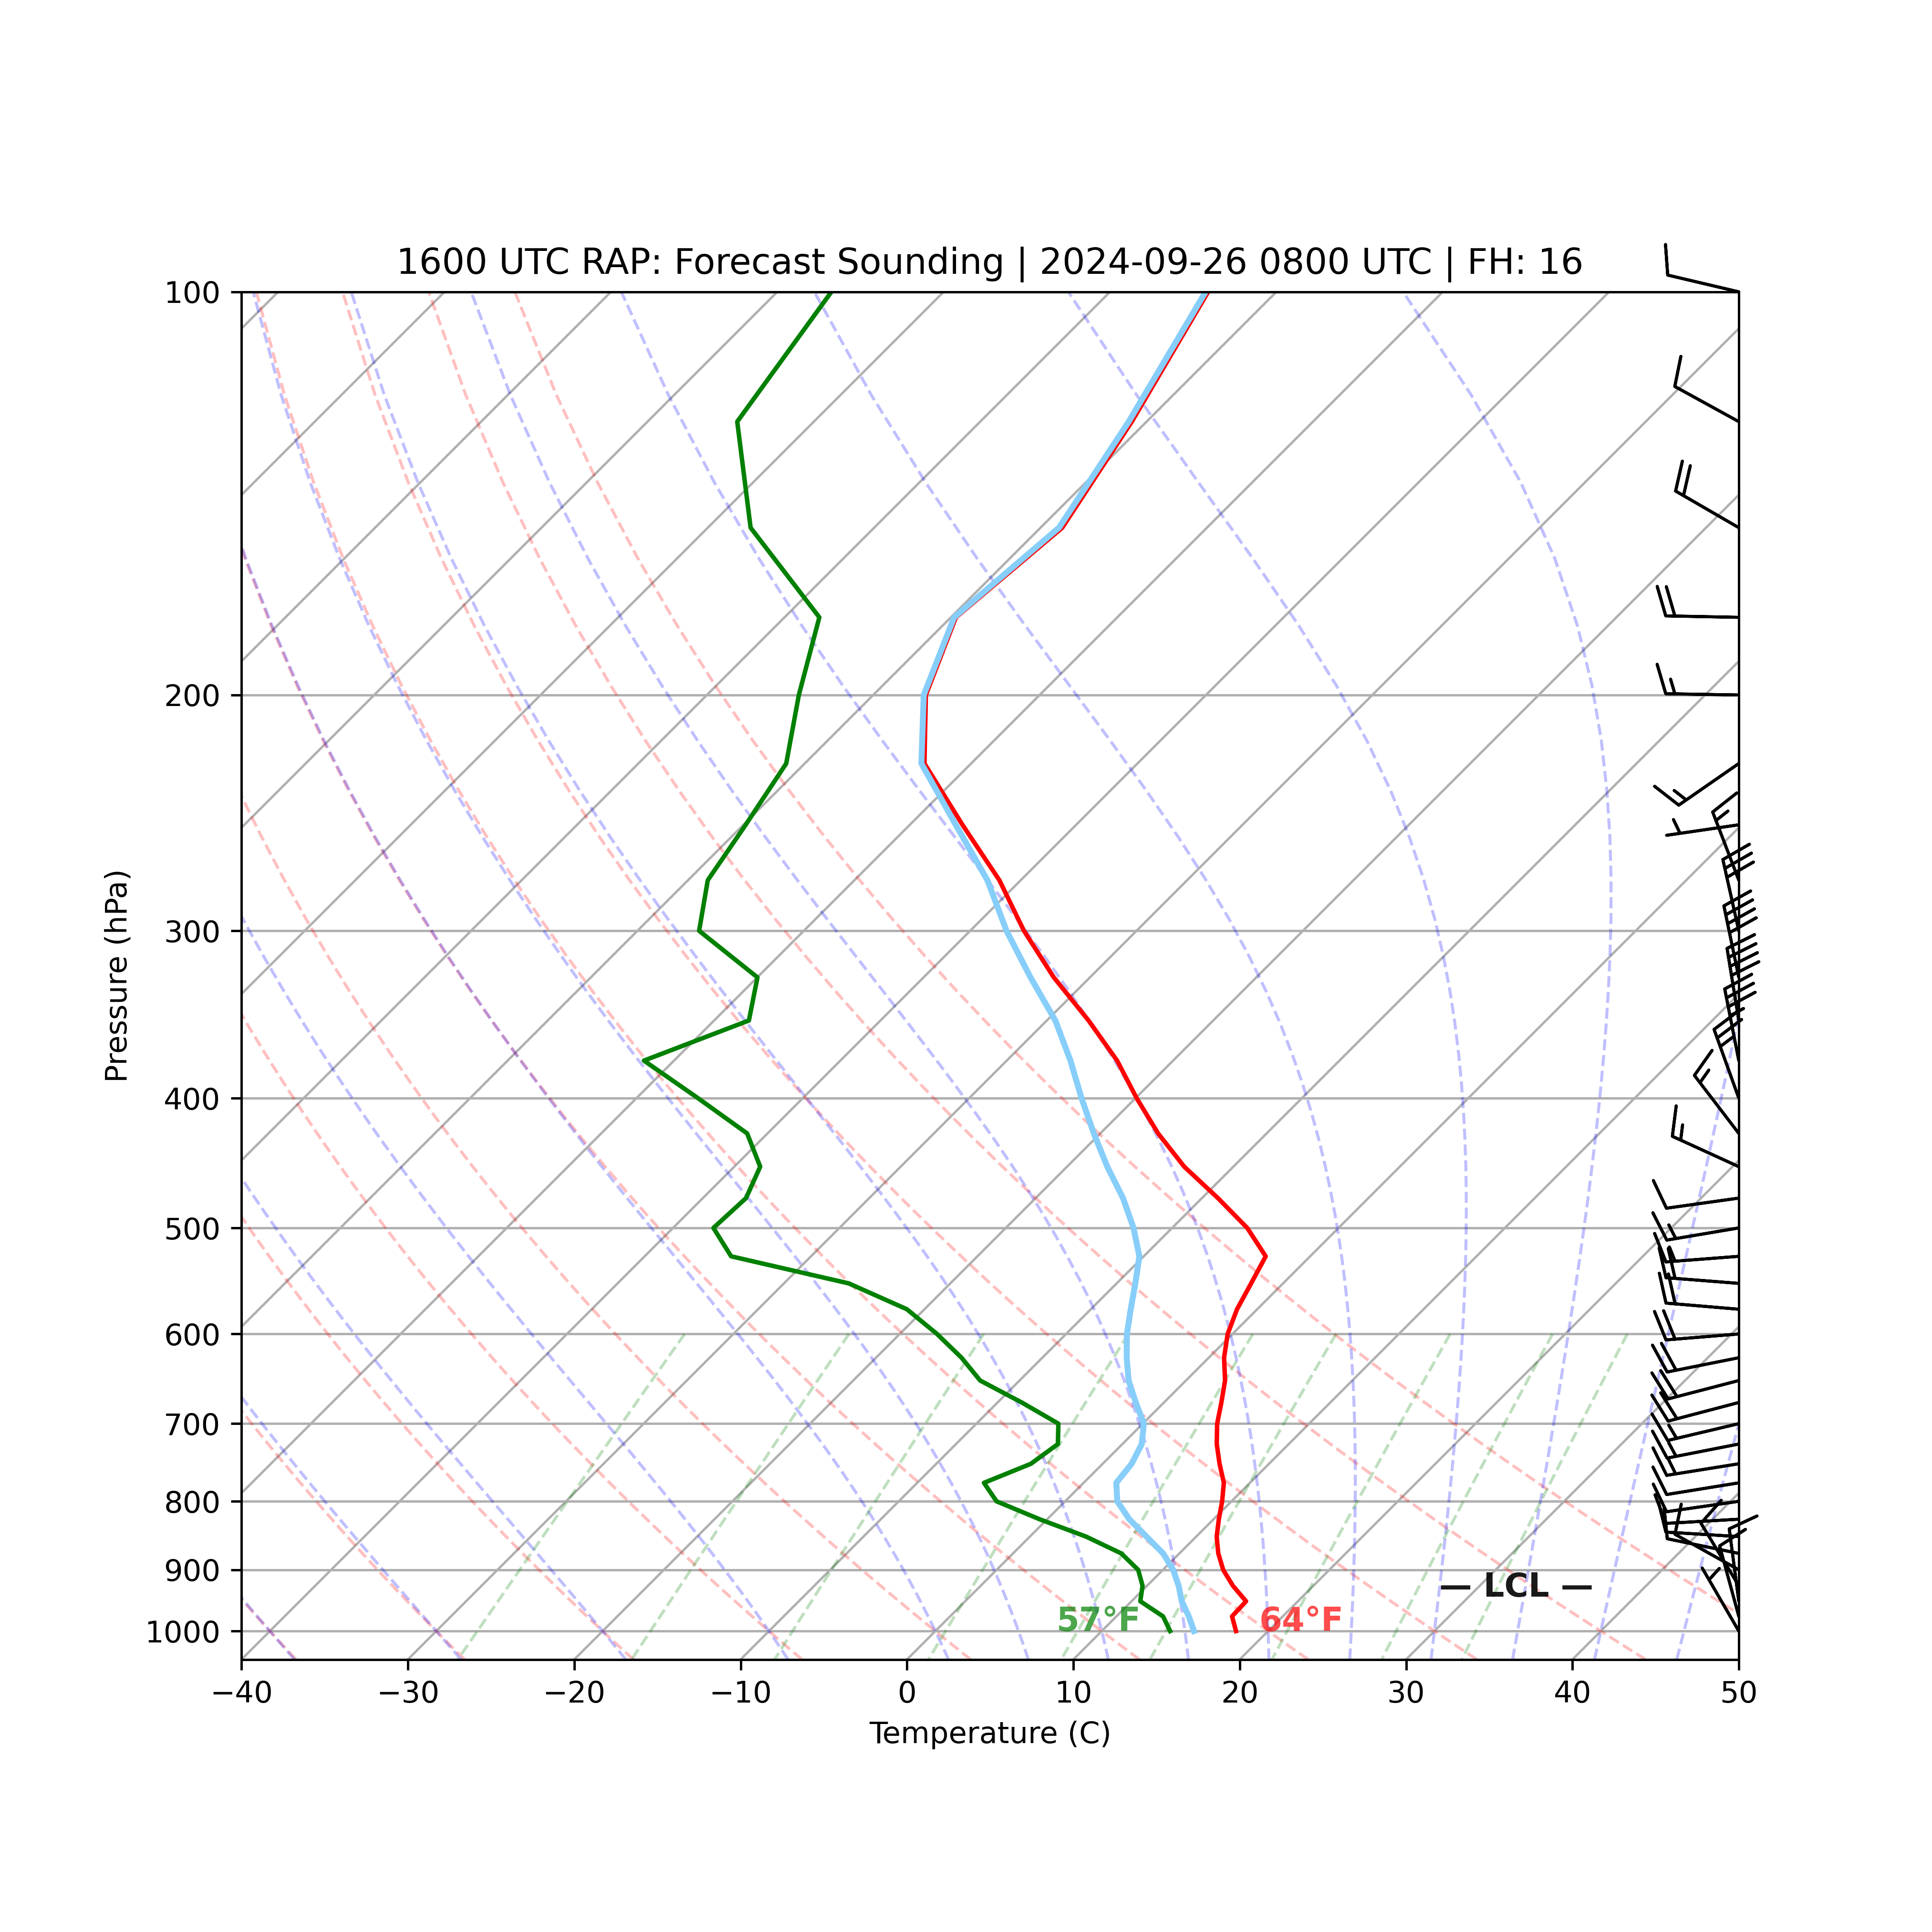 1600 UTC RAP: Forecast Sounding | 2024-09-26 0800 UTC | FH: 16
100
200
300
400
500
600
700
800
900
1000
Pressure (hPa)
— LCL —
57°F 64°F
−40 −30 −20 −10 0 10 20 30 40 50
Temperature (C)